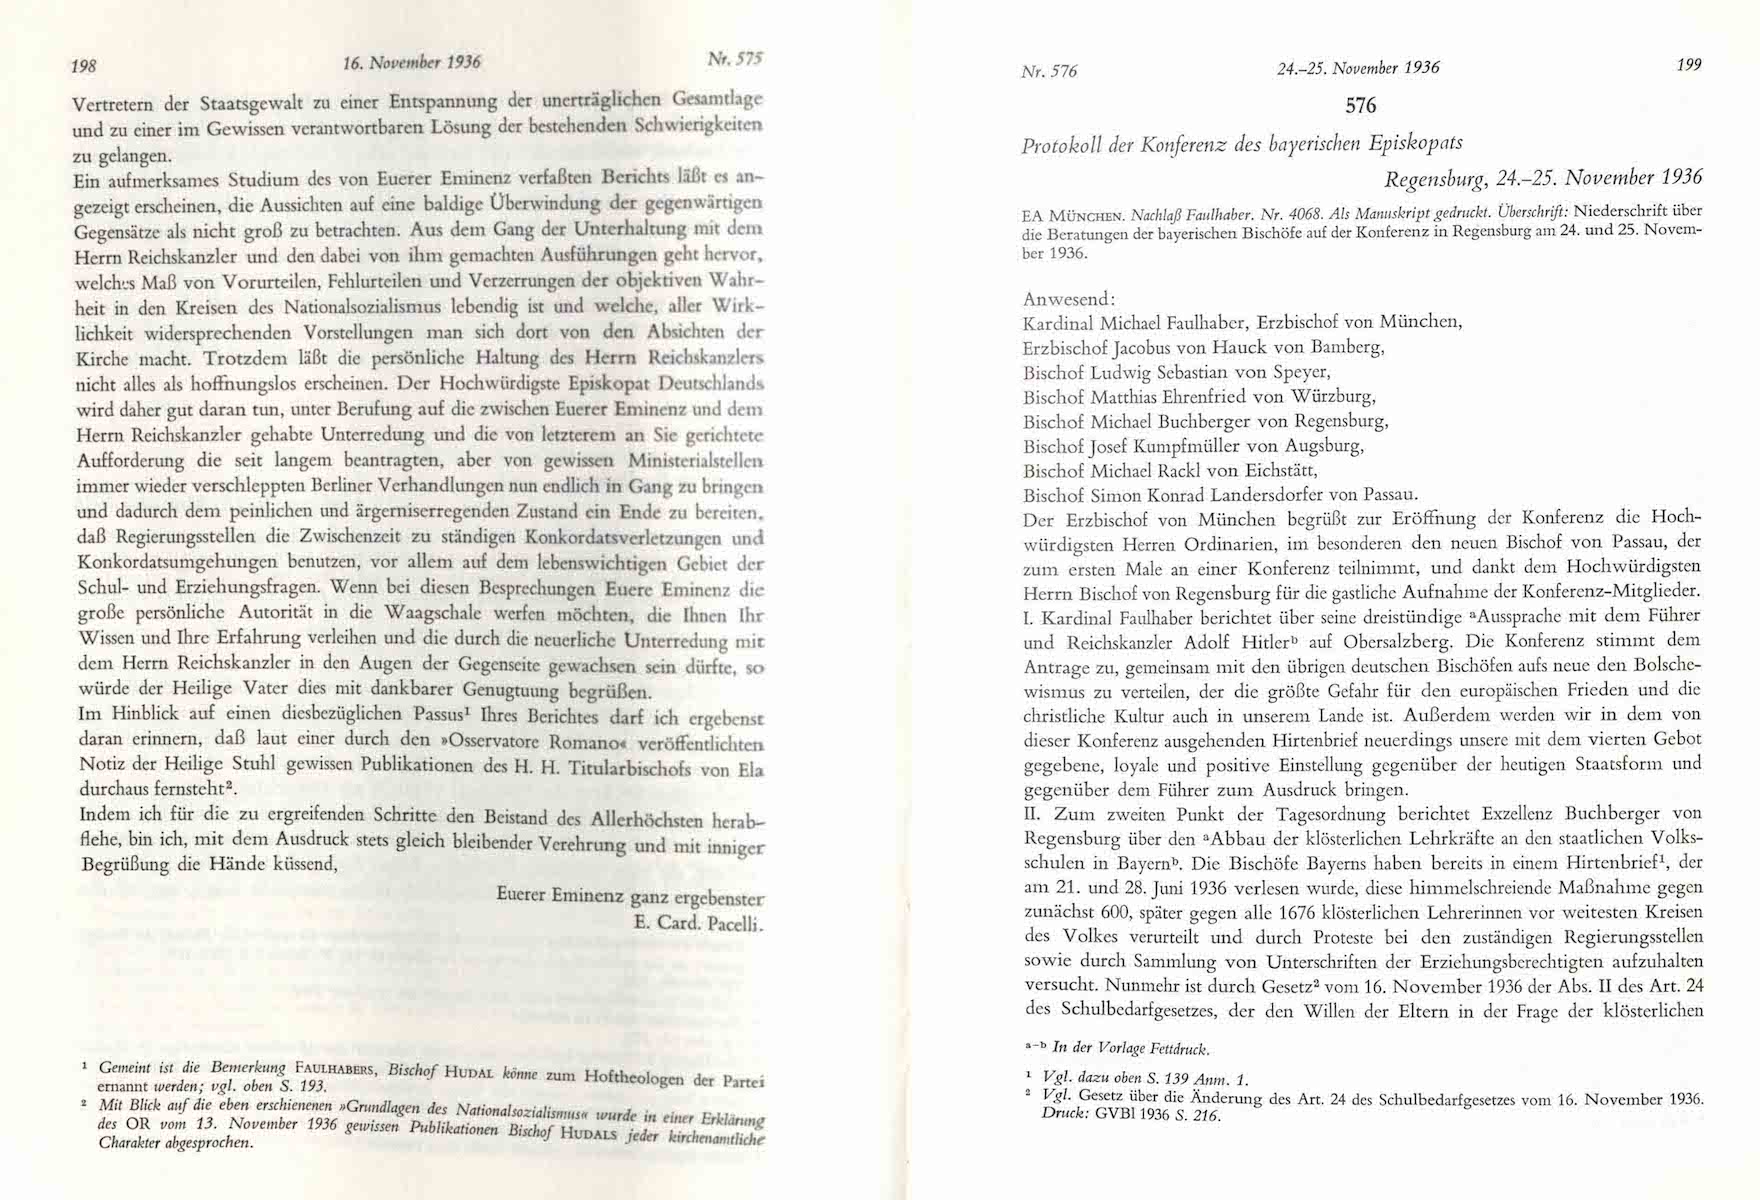 198 16. November 1936 Nr. 575
Vertretern der Staatsgewalt zu einer Entspannung der unerträglichen Gesamtlage
und zu einer im Gewissen verantwortbaren Lösung der bestehenden Schwierigkeiten
zu gelangen.
Ein aufmerksames Studium des von Euerer Eminenz verfaßten Berichts läßt es an-
gezeigt erscheinen, die Aussichten auf eine baldige Überwindung der gegenwärtigen
Gegensätze als nicht groß zu betrachten. Aus dem Gang der Unterhaltung mit dem
Herrn Reichskanzler und den dabei von ihm gemachten Ausführungen geht hervor,
welches Maß von Vorurteilen, Fehlurteilen und Verzerrungen der objektiven Wahr-
heit in den Kreisen des Nationalsozialismus lebendig ist und welche, aller Wirk-
lichkeit widersprechenden Vorstellungen man sich dort von den Absichten der
Kirche macht. Trotzdem läßt die persönliche Haltung des Herrn Reichskanzlers
nicht alles als hoffnungslos erscheinen. Der Hochwürdigste Episkopat Deutschlands
wird daher gut daran tun, unter Berufung auf die zwischen Euerer Eminenz und dem
Herrn Reichskanzler gehabte Unterredung und die von letzterem an Sie gerichtete
Aufforderung die seit langem beantragten, aber von gewissen Ministerialstellen
immer wieder verschleppten Berliner Verhandlungen nun endlich in Gang zu bringen
und dadurch dem peinlichen und ärgerniserregenden Zustand ein Ende zu bereiten,
daß Regierungsstellen die Zwischenzeit zu ständigen Konkordatsverletzungen und
Konkordatsumgehungen benutzen, vor allem auf dem lebenswichtigen Gebiet der
Schul- und Erziehungsfragen. Wenn bei diesen Besprechungen Euere Eminenz die
große persönliche Autorität in die Waagschale werfen möchten, die Ihnen Ihr
Wissen und Ihre Erfahrung verleihen und die durch die neuerliche Unterredung mit
dem Herrn Reichskanzler in den Augen der Gegenseite gewachsen sein dürfte, so
würde der Heilige Vater dies mit dankbarer Genugtuung begrüßen.
Im Hinblick auf einen diesbezüglichen Passus¹ Ihres Berichtes darf ich ergebenst
daran erinnern, daß laut einer durch den »Osservatore Romano« veröffentlichten
Notiz der Heilige Stuhl gewissen Publikationen des H. H. Titularbischofs von Ela
durchaus fernsteht².
Indem ich für die zu ergreifenden Schritte den Beistand des Allerhöchsten herab-
flehe, bin ich, mit dem Ausdruck stets gleich bleibender Verehrung und mit inniger
Begrüßung die Hände küssend,
Euerer Eminenz ganz ergebenster
E. Card. Pacelli.
¹ Gemeint ist die Bemerkung FAULHABERS, Bischof HUDAL könne zum Hoftheologen der Partei
ernannt werden; vgl. oben S. 193.
² Mit Blick auf die eben erschienenen »Grundlagen des Nationalsozialismus« wurde in einer Erklärung
des OR vom 13. November 1936 gewissen Publikationen Bischof HUDALS jeder kirchenamtliche
Charakter abgesprochen.
Nr. 576 24.–25. November 1936 199
576
Protokoll der Konferenz des bayerischen Episkopats
Regensburg, 24.–25. November 1936
EA MÜNCHEN. Nachlaß Faulhaber. Nr. 4068. Als Manuskript gedruckt. Überschrift: Niederschrift über
die Beratungen der bayerischen Bischöfe auf der Konferenz in Regensburg am 24. und 25. Novem-
ber 1936.
Anwesend:
Kardinal Michael Faulhaber, Erzbischof von München,
Erzbischof Jacobus von Hauck von Bamberg,
Bischof Ludwig Sebastian von Speyer,
Bischof Matthias Ehrenfried von Würzburg,
Bischof Michael Buchberger von Regensburg,
Bischof Josef Kumpfmüller von Augsburg,
Bischof Michael Rackl von Eichstätt,
Bischof Simon Konrad Landersdorfer von Passau.
Der Erzbischof von München begrüßt zur Eröffnung der Konferenz die Hoch-
würdigsten Herren Ordinarien, im besonderen den neuen Bischof von Passau, der
zum ersten Male an einer Konferenz teilnimmt, und dankt dem Hochwürdigsten
Herrn Bischof von Regensburg für die gastliche Aufnahme der Konferenz-Mitglieder.
I. Kardinal Faulhaber berichtet über seine dreistündige ᵃAussprache mit dem Führer
und Reichskanzler Adolf Hitlerᵇ auf Obersalzberg. Die Konferenz stimmt dem
Antrage zu, gemeinsam mit den übrigen deutschen Bischöfen aufs neue den Bolsche-
wismus zu verteilen, der die größte Gefahr für den europäischen Frieden und die
christliche Kultur auch in unserem Lande ist. Außerdem werden wir in dem von
dieser Konferenz ausgehenden Hirtenbrief neuerdings unsere mit dem vierten Gebot
gegebene, loyale und positive Einstellung gegenüber der heutigen Staatsform und
gegenüber dem Führer zum Ausdruck bringen.
II. Zum zweiten Punkt der Tagesordnung berichtet Exzellenz Buchberger von
Regensburg über den ᵃAbbau der klösterlichen Lehrkräfte an den staatlichen Volks-
schulen in Bayernᵇ. Die Bischöfe Bayerns haben bereits in einem Hirtenbrief¹, der
am 21. und 28. Juni 1936 verlesen wurde, diese himmelschreiende Maßnahme gegen
zunächst 600, später gegen alle 1676 klösterlichen Lehrerinnen vor weitesten Kreisen
des Volkes verurteilt und durch Proteste bei den zuständigen Regierungsstellen
sowie durch Sammlung von Unterschriften der Erziehungsberechtigten aufzuhalten
versucht. Nunmehr ist durch Gesetz² vom 16. November 1936 der Abs. II des Art. 24
des Schulbedarfgesetzes, der den Willen der Eltern in der Frage der klösterlichen
ᵃ⁻ᵇ In der Vorlage Fettdruck.
¹ Vgl. dazu oben S. 139 Anm. 1.
² Vgl. Gesetz über die Änderung des Art. 24 des Schulbedarfgesetzes vom 16. November 1936.
Druck: GVBl 1936 S. 216.